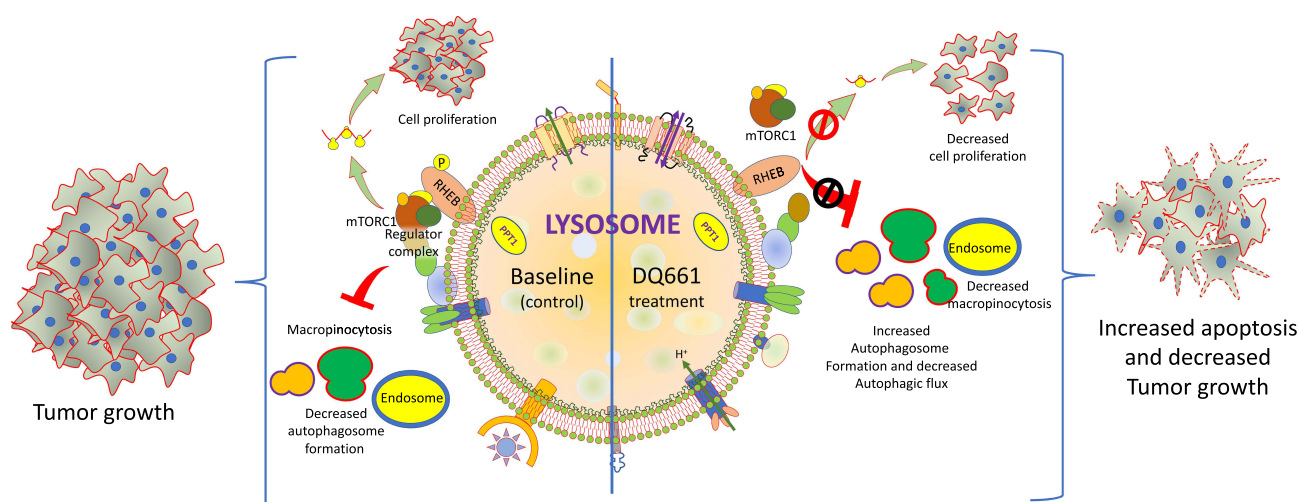 Cell proliferation
P
RHEB
mTORC1
Regulator
complex
Macropinocytosis
Endosome
Decreased
autophagosome
formation
Tumor growth
LYSOSOME
PPT1
PPT1
Baseline
(control)
DQ661
treatment
H+
mTORC1
RHEB
Decreased
cell proliferation
Endosome
Decreased
macropinocytosis
Increased
Autophagosome
Formation and decreased
Autophagic flux
Increased apoptosis
and decreased
Tumor growth